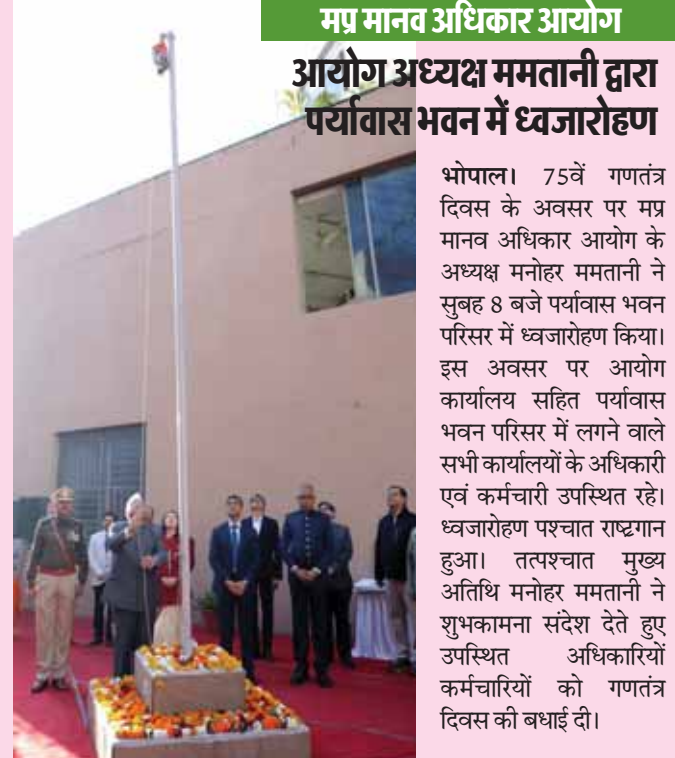 मप्र मानव अधिकार आयोग
आयोग अध्यक्ष ममतानी द्वारा
पर्यावास भवन में ध्वजारोहण
भोपाल। 75वें गणतंत्र
दिवस के अवसर पर मप्र
मानव अधिकार आयोग के
अध्यक्ष मनोहर ममतानी ने
सुबह 8 बजे पर्यावास भवन
परिसर में ध्वजारोहण किया।
इस अवसर पर आयोग
कार्यालय सहित पर्यावास
भवन परिसर में लगने वाले
सभी कार्यालयों के अधिकारी
एवं कर्मचारी उपस्थित रहे।
ध्वजारोहण पश्चात राष्ट्रगान
हुआ। तत्पश्चात मुख्य
अतिथि मनोहर ममतानी ने
शुभकामना संदेश देते हुए
उपस्थित अधिकारियों
कर्मचारियों को गणतंत्र
दिवस की बधाई दी।